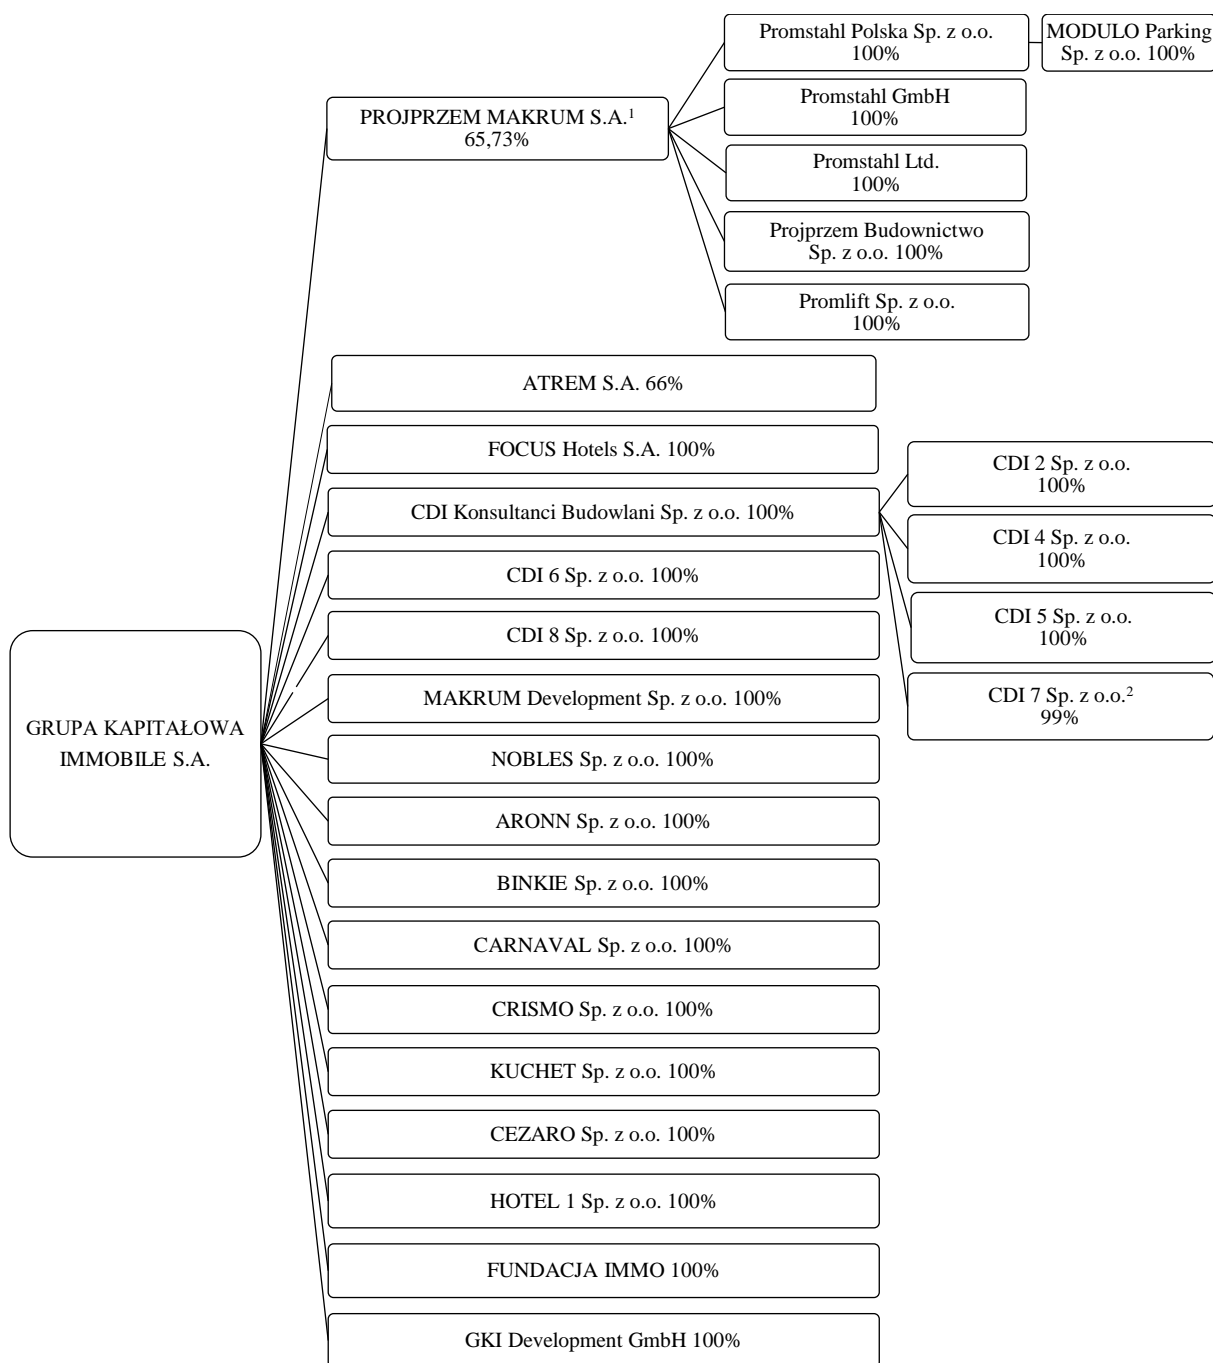 Promstahl Polska Sp. z o.o.
100%
MODULO Parking
Sp. z o.o. 100%
PROJPRZEM MAKRUM S.A.¹
65,73%
Promstahl GmbH
100%
Promstahl Ltd.
100%
Projprzem Budownictwo
Sp. z o.o. 100%
Promlift Sp. z o.o.
100%
ATREM S.A. 66%
FOCUS Hotels S.A. 100%
CDI Konsultanci Budowlani Sp. z o.o. 100%
CDI 2 Sp. z o.o.
100%
CDI 4 Sp. z o.o.
100%
CDI 5 Sp. z o.o.
100%
CDI 7 Sp. z o.o.²
99%
CDI 6 Sp. z o.o. 100%
CDI 8 Sp. z o.o. 100%
MAKRUM Development Sp. z o.o. 100%
GRUPA KAPITAŁOWA
IMMOBILE S.A.
NOBLES Sp. z o.o. 100%
ARONN Sp. z o.o. 100%
BINKIE Sp. z o.o. 100%
CARNAVAL Sp. z o.o. 100%
CRISMO Sp. z o.o. 100%
KUCHET Sp. z o.o. 100%
CEZARO Sp. z o.o. 100%
HOTEL 1 Sp. z o.o. 100%
FUNDACJA IMMO 100%
GKI Development GmbH 100%